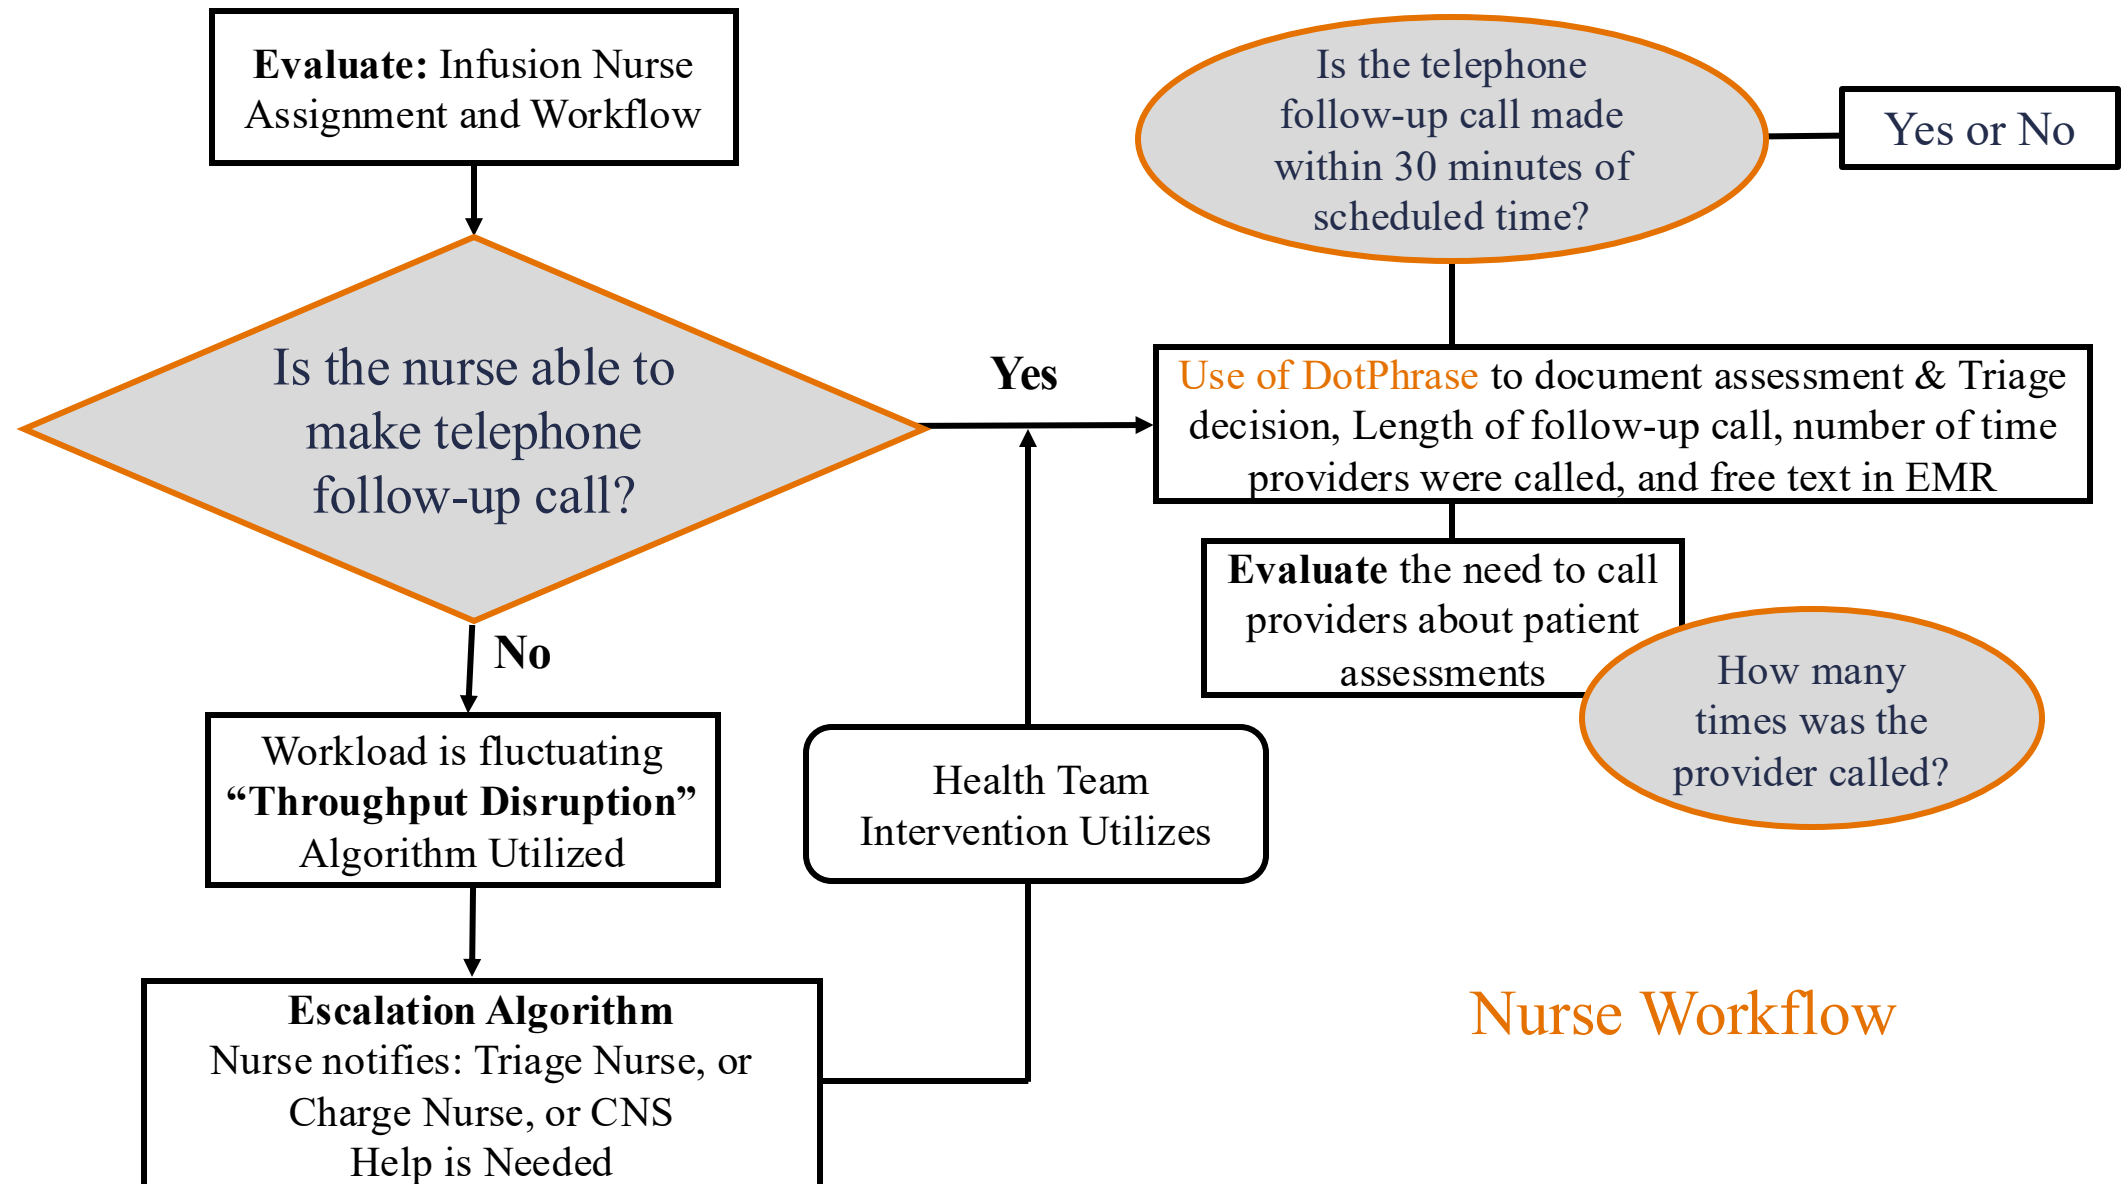 Evaluate: Infusion Nurse
Assignment and Workflow
Is the nurse able to
make telephone
follow-up call?
No
Workload is fluctuating
“Throughput Disruption”
Algorithm Utilized
Escalation Algorithm
Nurse notifies: Triage Nurse, or
Charge Nurse, or CNS
Help is Needed
Health Team
Intervention Utilizes
Yes
Is the telephone
follow-up call made
within 30 minutes of
scheduled time?
Yes or No
Use of DotPhrase to document assessment & Triage
decision, Length of follow-up call, number of time
providers were called, and free text in EMR
Evaluate the need to call
providers about patient
assessments
How many
times was the
provider called?
Nurse Workflow